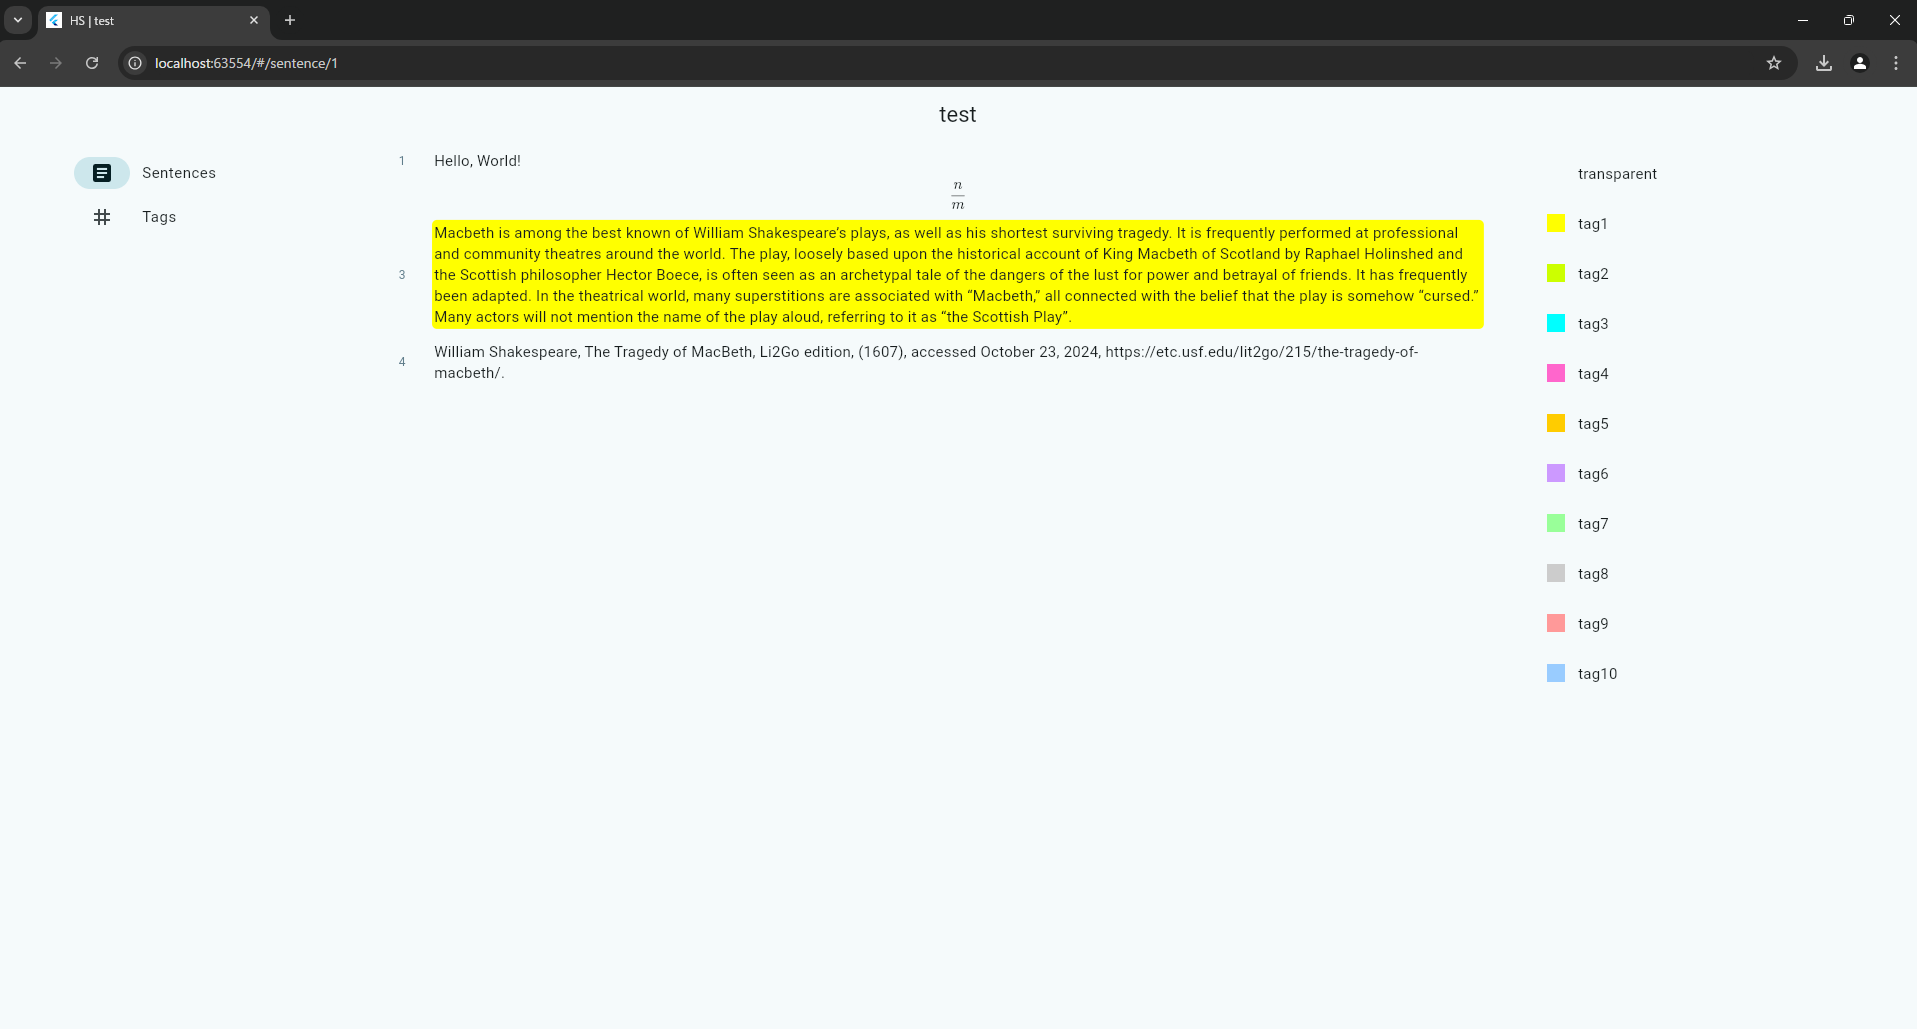 HS | test
localhost:63554/#/sentence/1
test
Sentences
Tags
1
Hello, World!
n
m
3
Macbeth is among the best known of William Shakespeare’s plays, as well as his shortest surviving tragedy. It is frequently performed at professional
and community theatres around the world. The play, loosely based upon the historical account of King Macbeth of Scotland by Raphael Holinshed and
the Scottish philosopher Hector Boece, is often seen as an archetypal tale of the dangers of the lust for power and betrayal of friends. It has frequently
been adapted. In the theatrical world, many superstitions are associated with “Macbeth,” all connected with the belief that the play is somehow “cursed.”
Many actors will not mention the name of the play aloud, referring to it as “the Scottish Play”.
4
William Shakespeare, The Tragedy of MacBeth, Li2Go edition, (1607), accessed October 23, 2024, https://etc.usf.edu/lit2go/215/the-tragedy-of-
macbeth/.
transparent
tag1
tag2
tag3
tag4
tag5
tag6
tag7
tag8
tag9
tag10